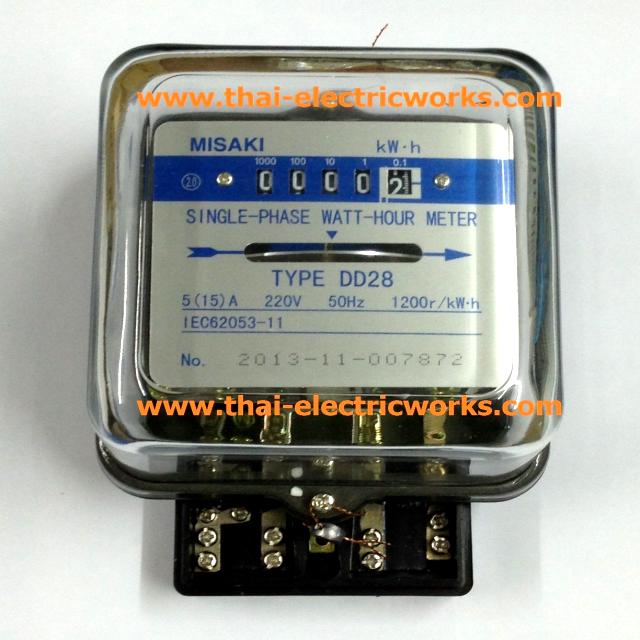 www.thai-electricworks.com
MISAKI kW·h
1000 100 10 1 0.1
2.0 0 0 0 0 2
SINGLE-PHASE WATT-HOUR METER
TYPE DD28
5(15)A 220V 50Hz 1200r/kW·h
IEC62053-11
No. 2013-11-007872
www.thai-electricworks.com